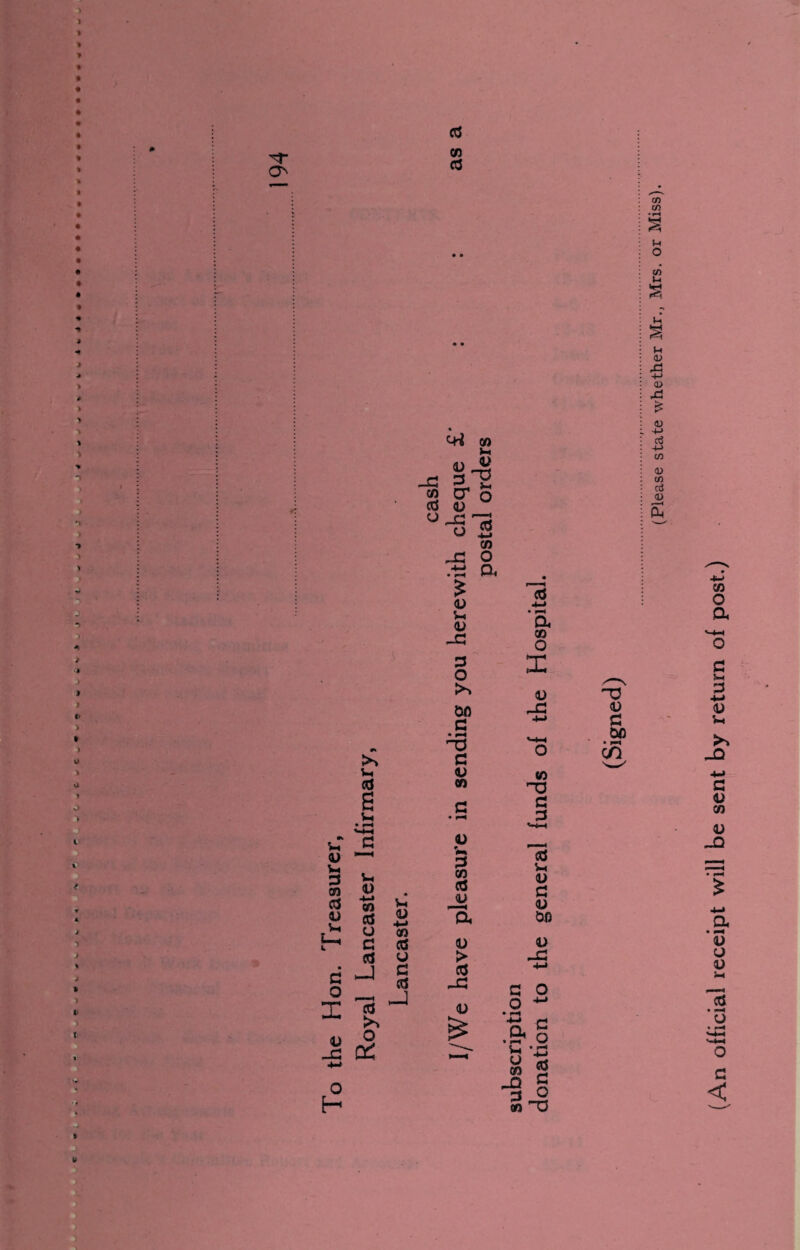 194
To the Hon. Treasurer,
Royal Lancaster Infirmary,
Lancaster.
cash
I/We have pleasure in sending you herewith cheque £ : : as a
postal orders
subscription
donation to the general funds of the Hospital.
(Signed)
(Please state whether Mr., Mrs. or Miss).
(An official receipt will be sent by return of post.)